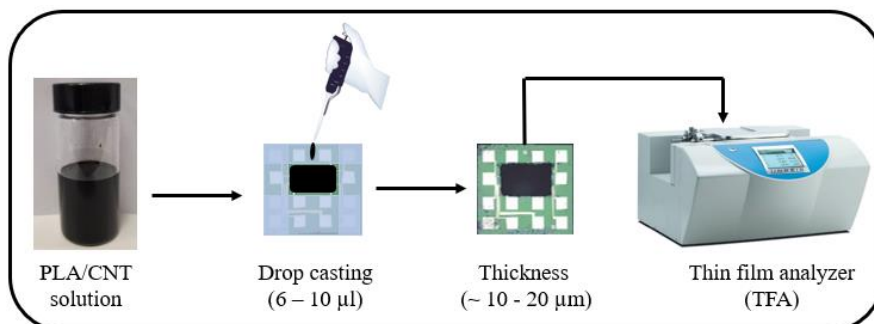 PLA/CNT
solution
Drop casting
(6 – 10 µl)
Thickness
(~ 10 - 20 µm)
Thin film analyzer
(TFA)